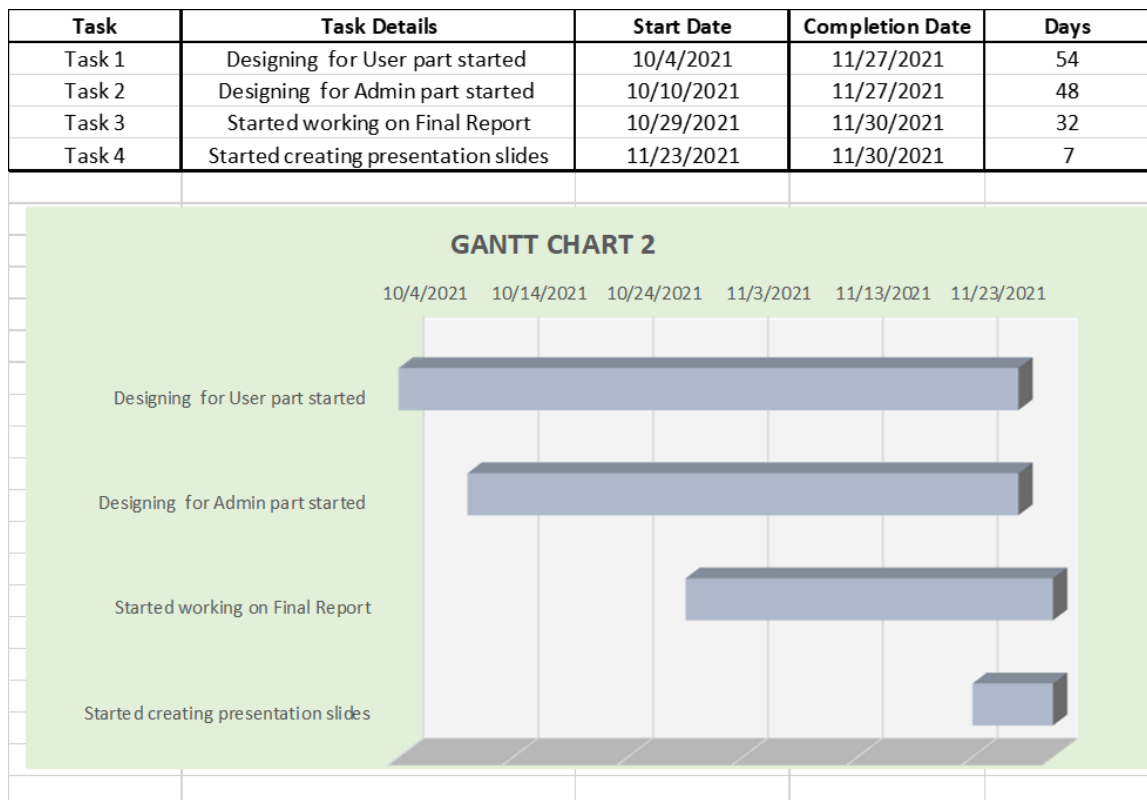 Task Task Details Start Date Completion Date Days
Task 1 Designing for User part started 10/4/2021 11/27/2021 54
Task 2 Designing for Admin part started 10/10/2021 11/27/2021 48
Task 3 Started working on Final Report 10/29/2021 11/30/2021 32
Task 4 Started creating presentation slides 11/23/2021 11/30/2021 7
GANTT CHART 2
10/4/2021 10/14/2021 10/24/2021 11/3/2021 11/13/2021 11/23/2021
Designing for User part started
Designing for Admin part started
Started working on Final Report
Started creating presentation slides